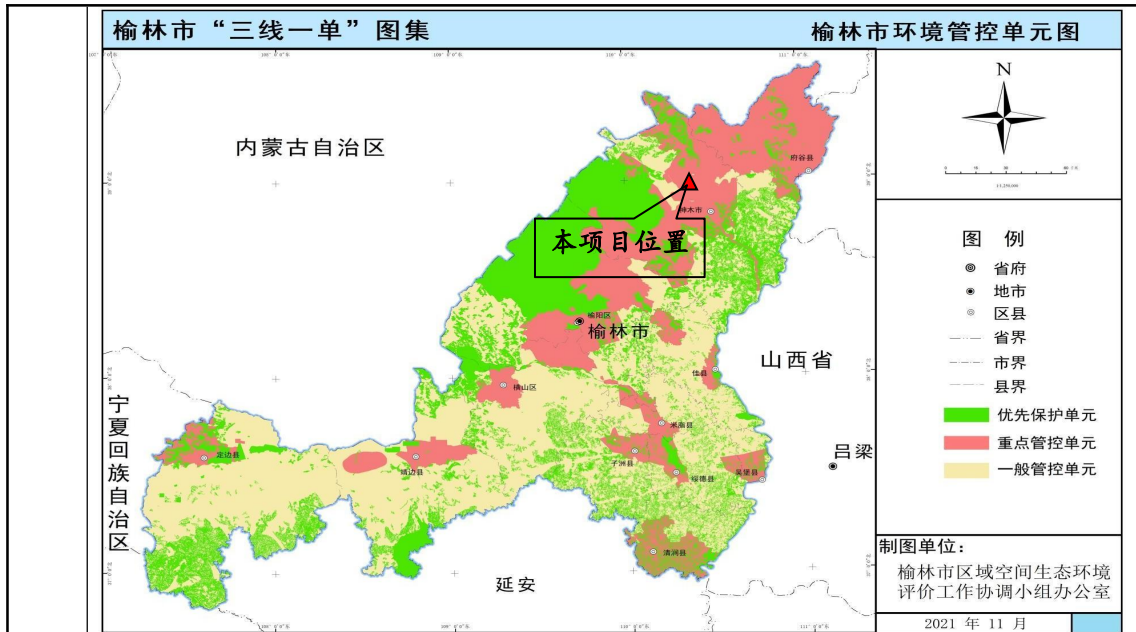 榆林市“三线一单”图集
榆林市环境管控单元图
N
内蒙古自治区
府谷县
神木市
本项目位置
榆阳区
榆林市
山西省
佳县
横山区
米脂县
宁夏回族自治区
定边县
靖边县
子洲县
绥德县
吴堡县
吕梁
清涧县
延安
1:1,250,000
图 例
省府
地市
区县
省界
市界
县界
优先保护单元
重点管控单元
一般管控单元
制图单位：
榆林市区域空间生态环境
评价工作协调小组办公室
2021 年 11 月